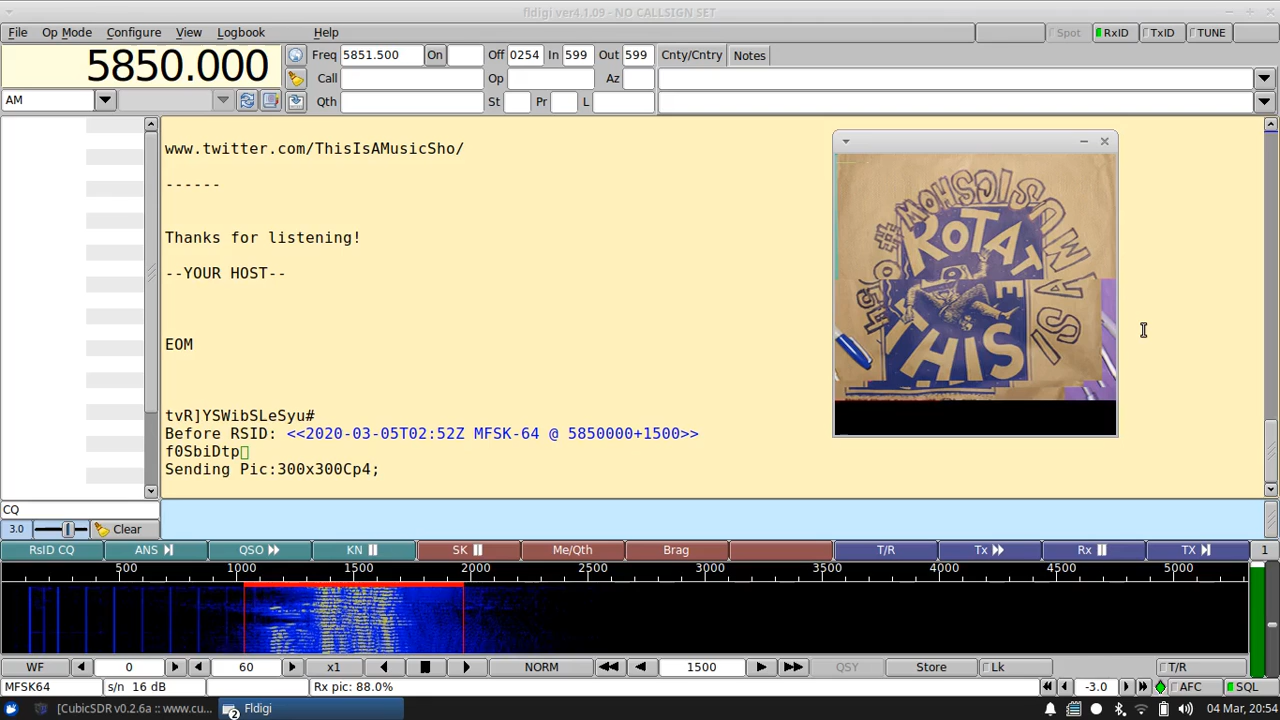 fldigi ver4.1.09 - NO CALLSIGN SET
File Op Mode Configure View Logbook Help Spot RxID TxID TUNE
5850.000
Freq 5851.500 On Off 0254 In 599 Out 599 Cnty/Cntry Notes
Call Op Az
AM
Qth St Pr L
www.twitter.com/ThisIsAMusicSho/
------
Thanks for listening!
--YOUR HOST--
EOM
tvR]YSWibSLeSyu#
Before RSID: <<2020-03-05T02:52Z MFSK-64 @ 5850000+1500>>
f0SbiDtp
Sending Pic:300x300Cp4;
ROTATE
THIS
CQ
3.0 Clear
RsID CQ ANS QSO KN SK Me/Qth Brag T/R Tx Rx TX 1
500 1000 1500 2000 2500 3000 3500 4000 4500 5000
WF 0 60 x1 NORM 1500 QSY Store Lk T/R
MFSK64 s/n 16 dB Rx pic: 88.0% -3.0 AFC SQL
[CubicSDR v0.2.6a :: www.cu... 2 Fldigi 04 Mar, 20:54